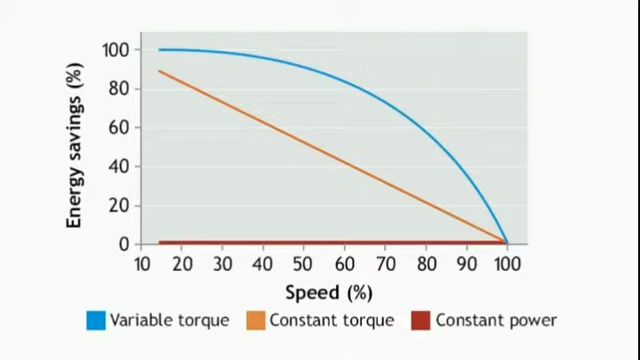 100
80
60
40
20
0
Energy savings (%)
10 20 30 40 50 60 70 80 90 100
Speed (%)
Variable torque Constant torque Constant power